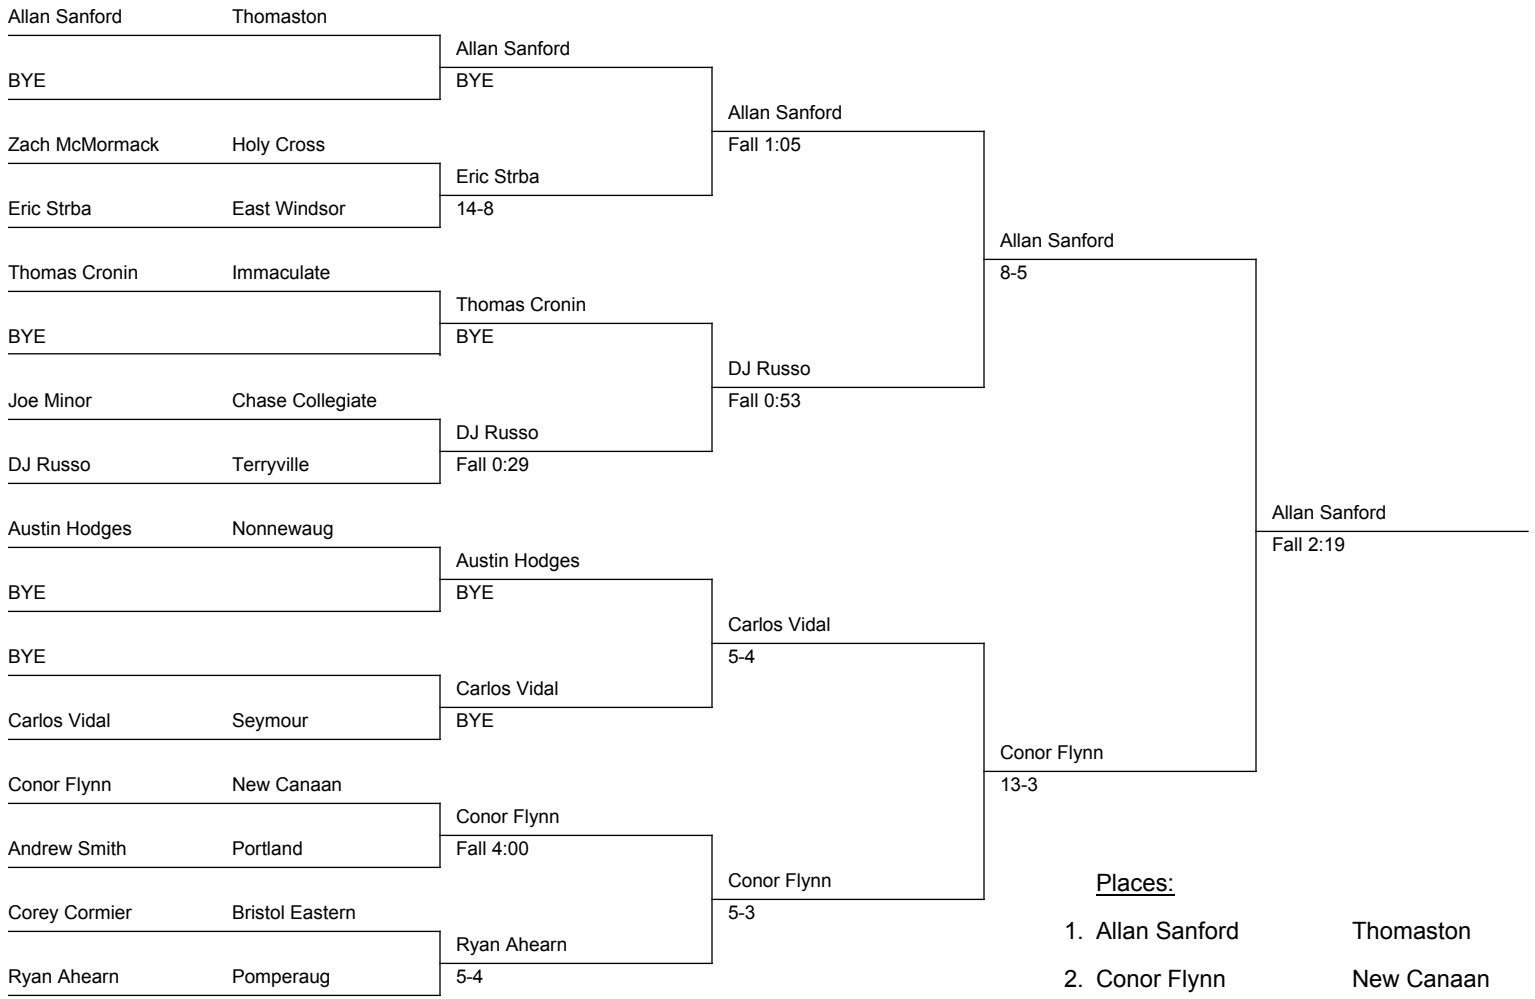 Allan Sanford Thomaston
Allan Sanford
BYE BYE
Allan Sanford
Zach McMormack Holy Cross Fall 1:05
Eric Strba
Eric Strba East Windsor 14-8
Allan Sanford
Thomas Cronin Immaculate 8-5
Thomas Cronin
BYE BYE
DJ Russo
Joe Minor Chase Collegiate Fall 0:53
DJ Russo
DJ Russo Terryville Fall 0:29
Allan Sanford
Austin Hodges Nonnewaug
Fall 2:19
Austin Hodges
BYE BYE
Carlos Vidal
BYE 5-4
Carlos Vidal
Carlos Vidal Seymour BYE
Conor Flynn
Conor Flynn New Canaan 13-3
Conor Flynn
Andrew Smith Portland Fall 4:00
Conor Flynn Places:
Corey Cormier Bristol Eastern 5-3
1. Allan Sanford Thomaston
Ryan Ahearn
Ryan Ahearn Pomperaug 5-4 2. Conor Flynn New Canaan